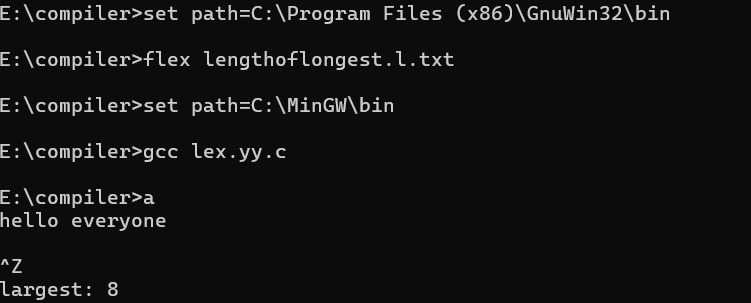 E:\compiler>set path=C:\Program Files (x86)\GnuWin32\bin
E:\compiler>flex lengthoflongest.l.txt
E:\compiler>set path=C:\MinGW\bin
E:\compiler>gcc lex.yy.c
E:\compiler>a
hello everyone
^Z
largest: 8